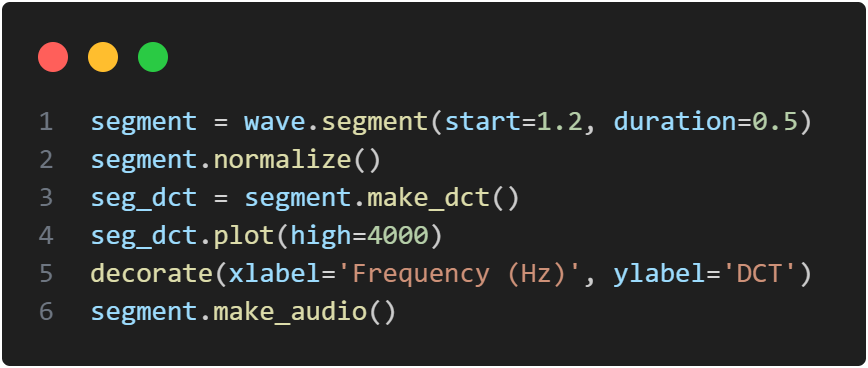 1 segment = wave.segment(start=1.2, duration=0.5)
2 segment.normalize()
3 seg_dct = segment.make_dct()
4 seg_dct.plot(high=4000)
5 decorate(xlabel='Frequency (Hz)', ylabel='DCT')
6 segment.make_audio()